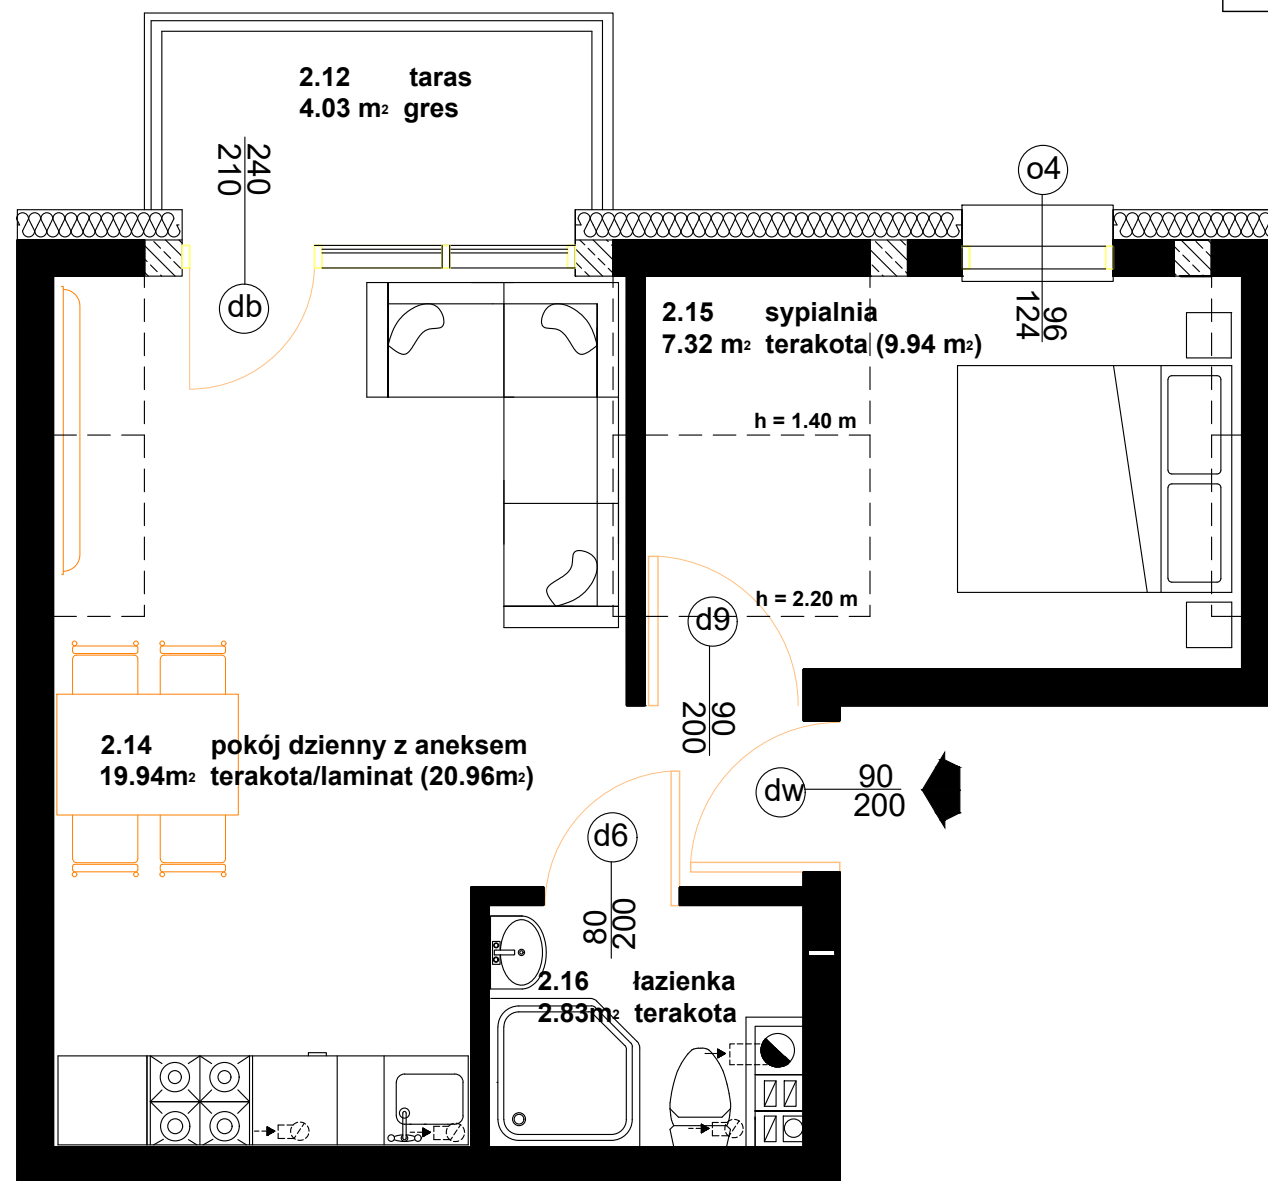 2.12 taras
4.03 m² gres
240
210
o4
db
2.15 sypialnia
7.32 m² terakota (9.94 m²)
96
124
h = 1.40 m
h = 2.20 m
d9
90
200
2.14 pokój dzienny z aneksem
19.94m² terakota/laminat (20.96m²)
dw
90
200
d6
80
200
2.16 łazienka
2.83m² terakota